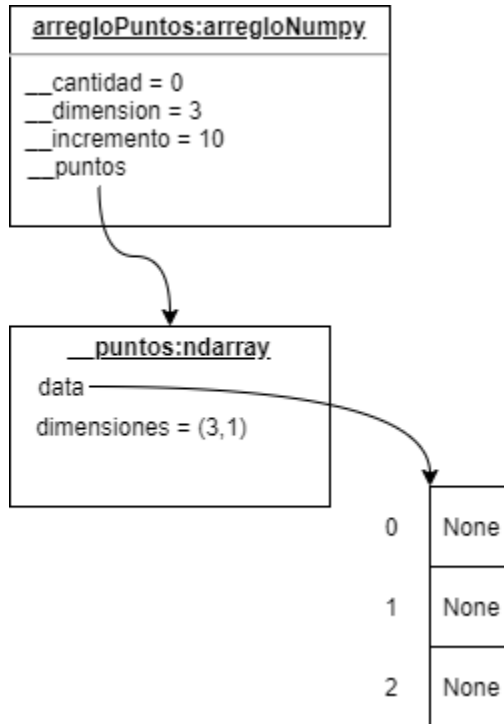 arregloPuntos:arregloNumpy
__cantidad = 0
__dimension = 3
__incremento = 10
__puntos
__puntos:ndarray
data
dimensiones = (3,1)
0 None
1 None
2 None